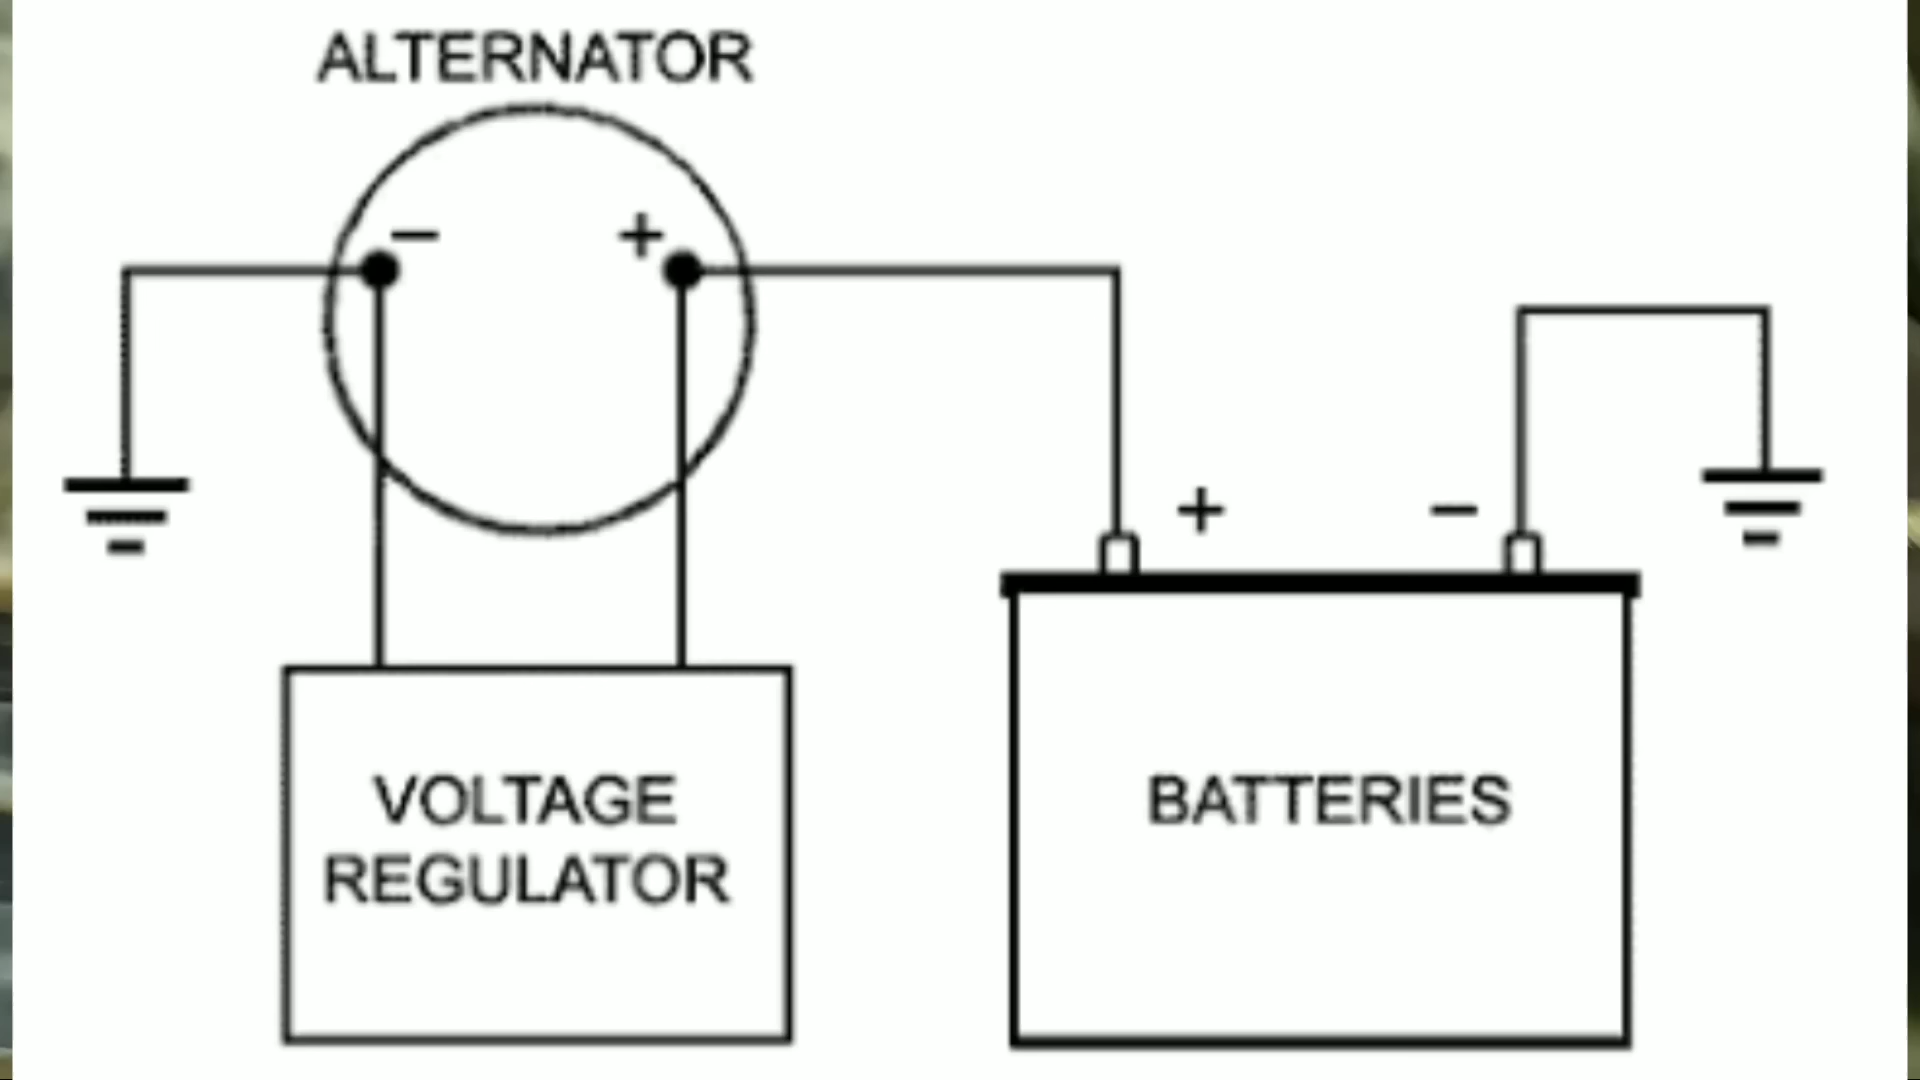 ALTERNATOR
− +
+ −
VOLTAGE
REGULATOR
BATTERIES